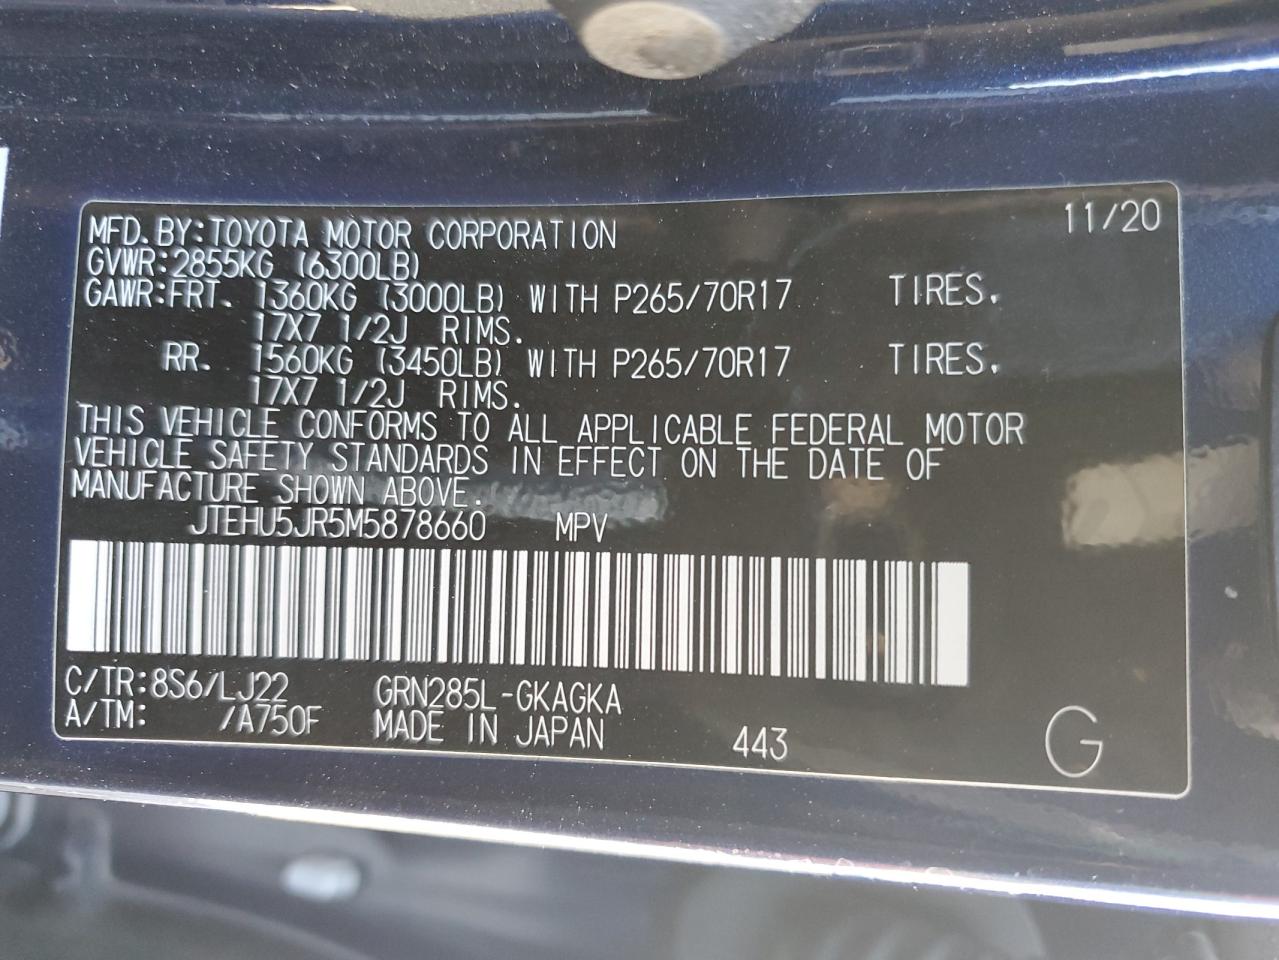 MFD. BY: TOYOTA MOTOR CORPORATION 11/20
GVWR: 2855KG (6300LB)
GAWR: FRT. 1360KG (3000LB) WITH P265/70R17 TIRES.
17X7 1/2J RIMS.
RR. 1560KG (3450LB) WITH P265/70R17 TIRES.
17X7 1/2J RIMS.
THIS VEHICLE CONFORMS TO ALL APPLICABLE FEDERAL MOTOR
VEHICLE SAFETY STANDARDS IN EFFECT ON THE DATE OF
MANUFACTURE SHOWN ABOVE.
JTEHU5JR5M5878660 MPV
C/TR: 8S6/LJ22 GRN285L-GKAGKA
A/TM: /A750F MADE IN JAPAN 443 G